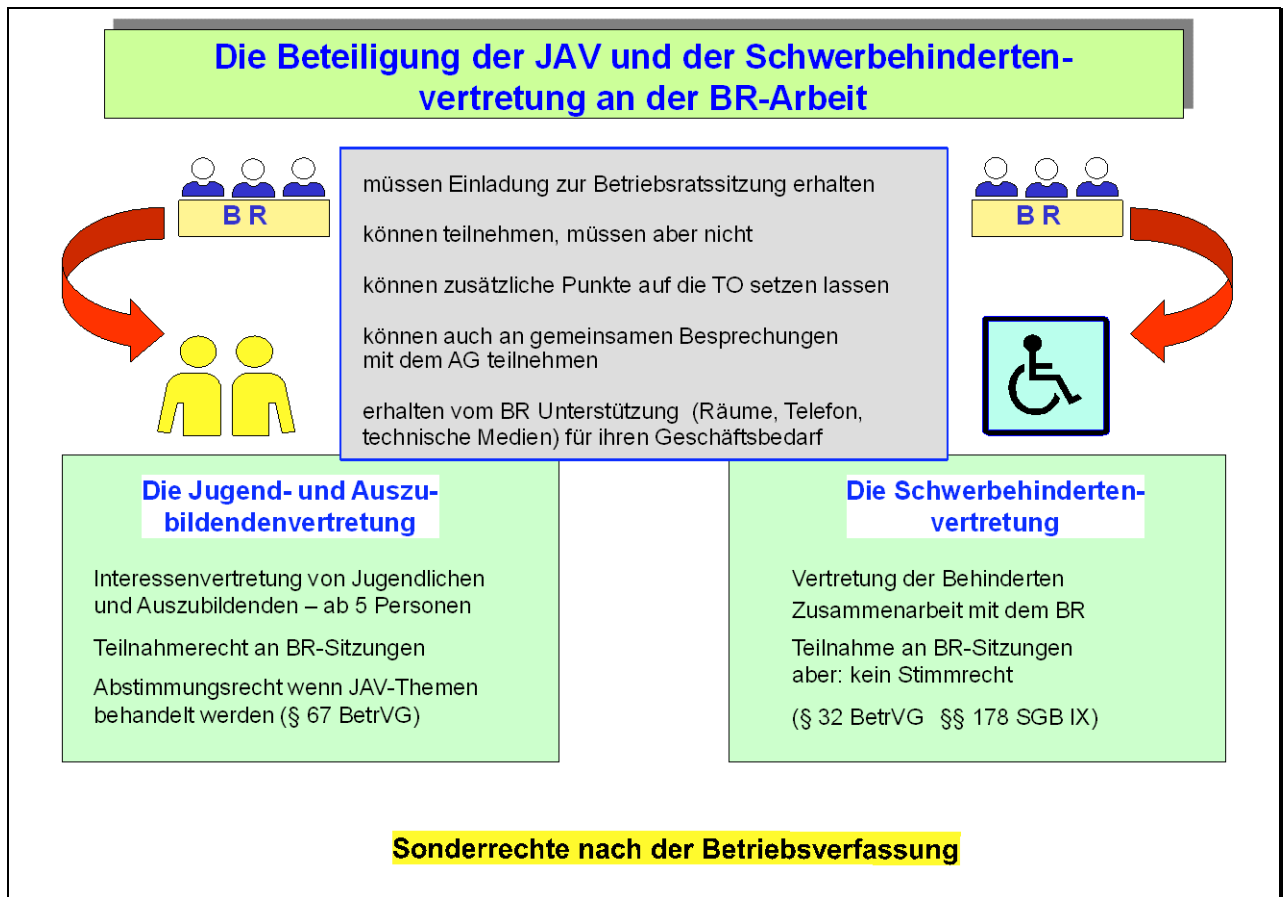 Die Beteiligung der JAV und der Schwerbehinderten-
vertretung an der BR-Arbeit
B R
müssen Einladung zur Betriebsratssitzung erhalten
können teilnehmen, müssen aber nicht
können zusätzliche Punkte auf die TO setzen lassen
können auch an gemeinsamen Besprechungen
mit dem AG teilnehmen
erhalten vom BR Unterstützung (Räume, Telefon,
technische Medien) für ihren Geschäftsbedarf
B R
Die Jugend- und Auszu-
bildendenvertretung
Interessenvertretung von Jugendlichen
und Auszubildenden – ab 5 Personen
Teilnahmerecht an BR-Sitzungen
Abstimmungsrecht wenn JAV-Themen
behandelt werden (§ 67 BetrVG)
Die Schwerbehinderten-
vertretung
Vertretung der Behinderten
Zusammenarbeit mit dem BR
Teilnahme an BR-Sitzungen
aber: kein Stimmrecht
(§ 32 BetrVG §§ 178 SGB IX)
Sonderrechte nach der Betriebsverfassung